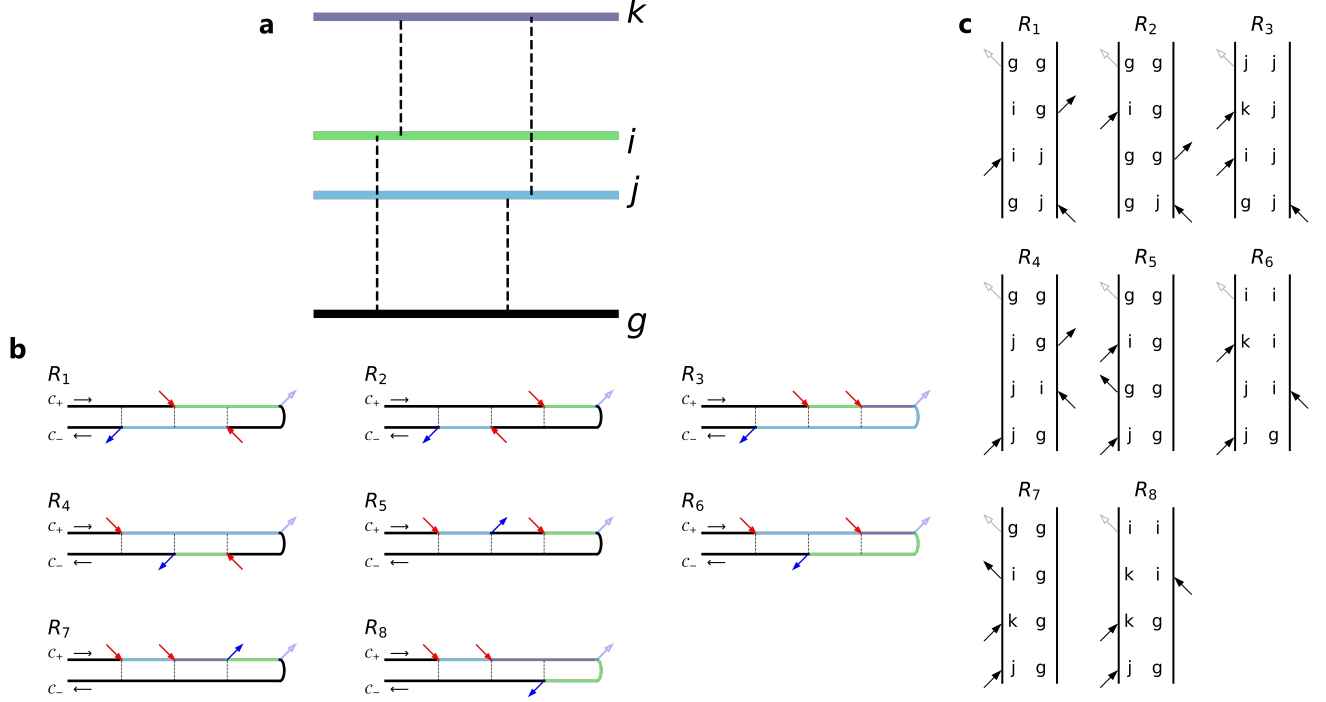 a
k
i
j
g
b
R1
C+ →
C− ←
R2
C+ →
C− ←
R3
C+ →
C− ←
R4
C+ →
C− ←
R5
C+ →
C− ←
R6
C+ →
C− ←
R7
C+ →
C− ←
R8
C+ →
C− ←
c
R1
g g
i g
i j
g j
R2
g g
i g
g g
g j
R3
j j
k j
i j
g j
R4
g g
j g
j i
j g
R5
g g
i g
g g
j g
R6
i i
k i
j i
j g
R7
g g
i g
k g
j g
R8
i i
k i
k g
j g